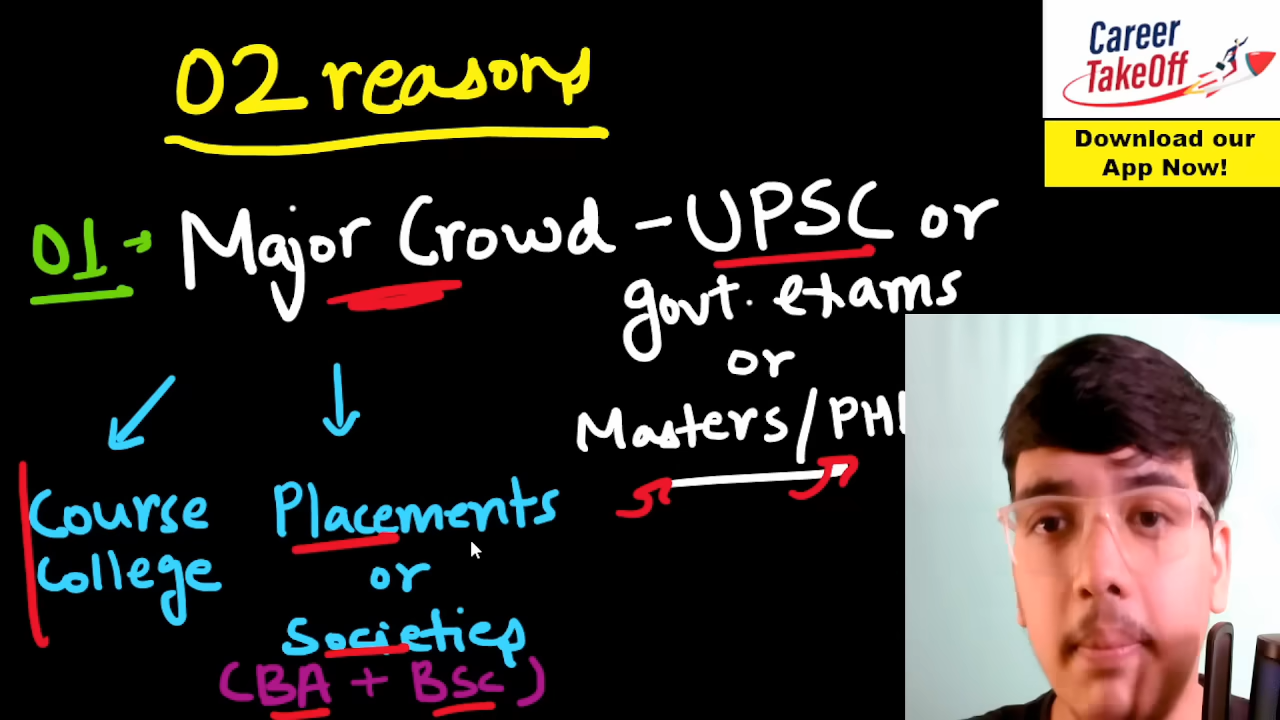 02 reasons
Career
TakeOff
Download our
App Now!
01 → Major Crowd - UPSC or
govt. exams
or
Masters/PH
Course
College
Placements
or
Societies
(BA + BSc)